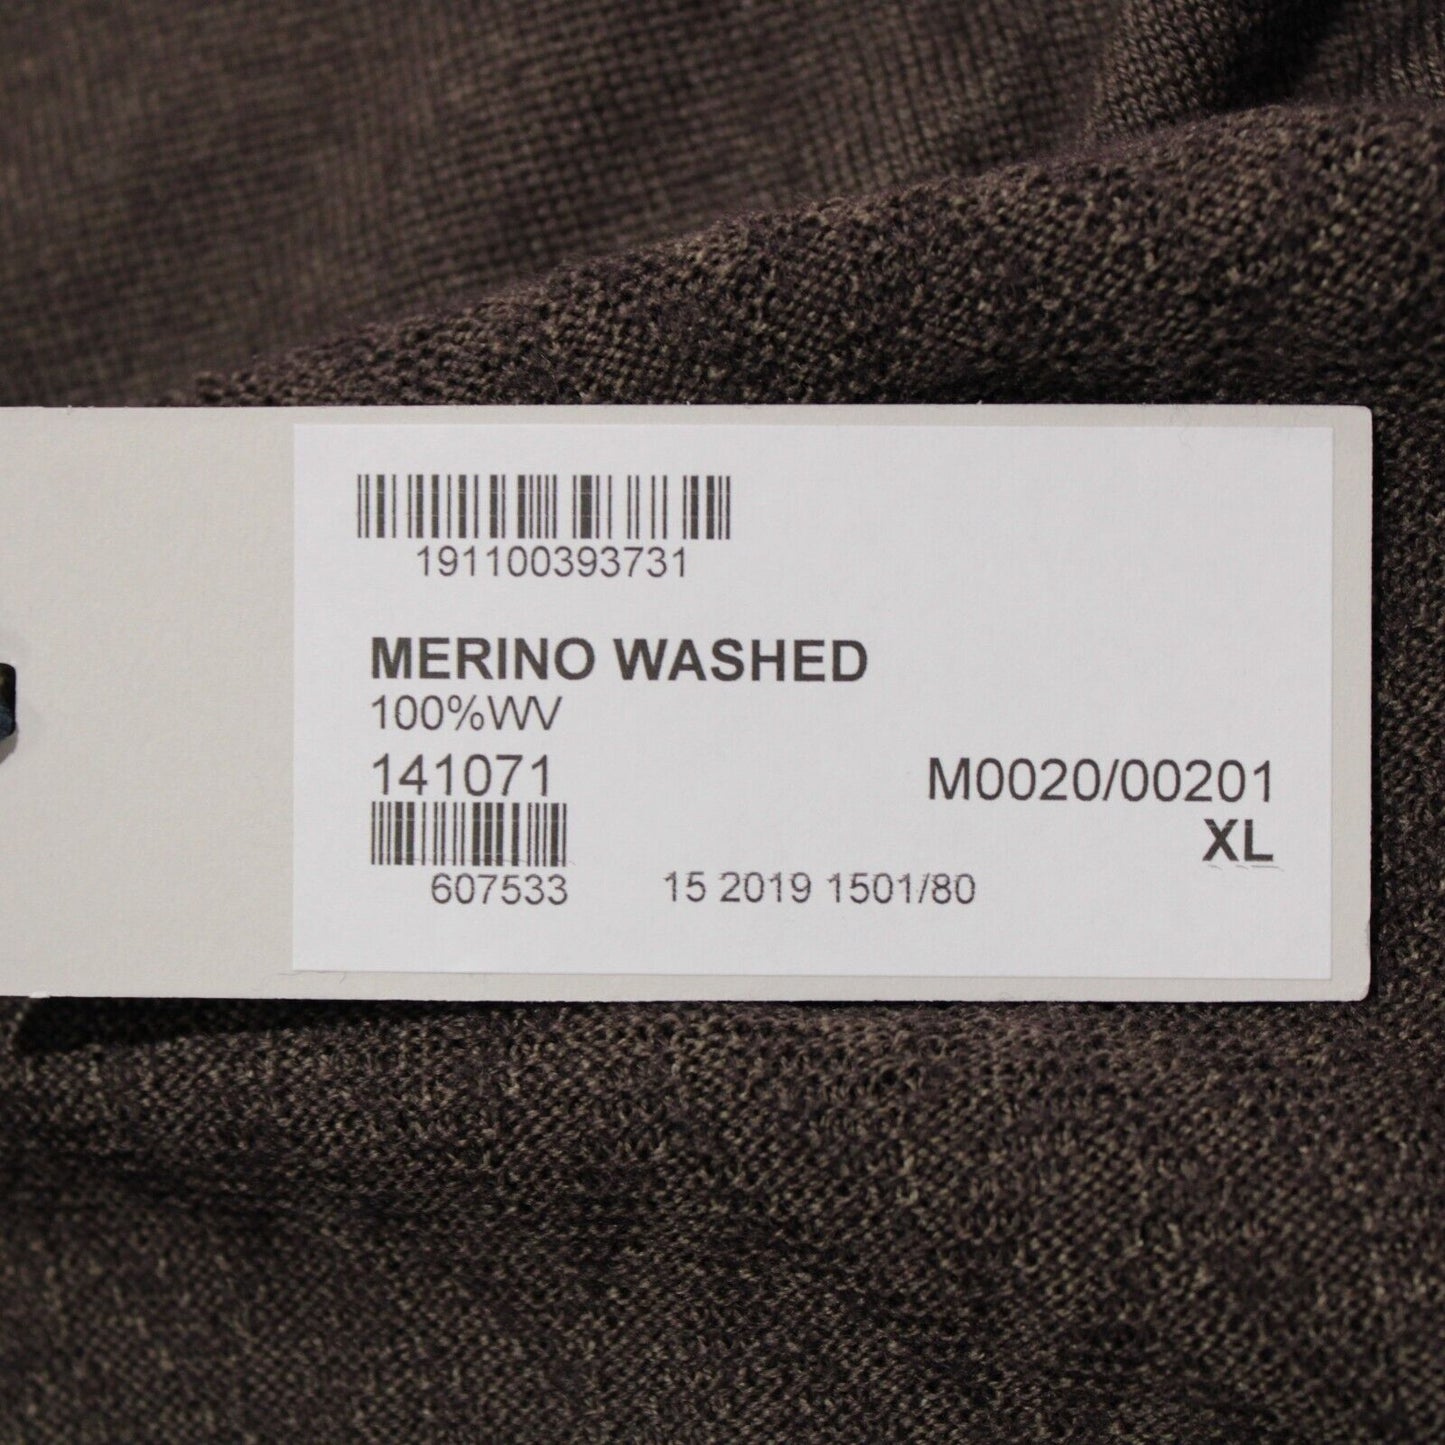 191100393731
MERINO WASHED
100%WV
141071
M0020/00201
XL
607533
15 2019 1501/80